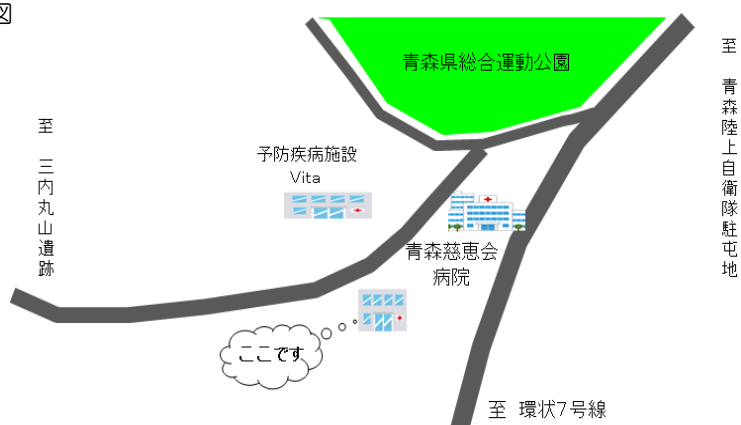 図
青森県総合運動公園
至 青森陸上自衛隊駐屯地
至 三内丸山遺跡
予防疾病施設
Vita
青森慈恵会
病院
ここです
至 環状7号線